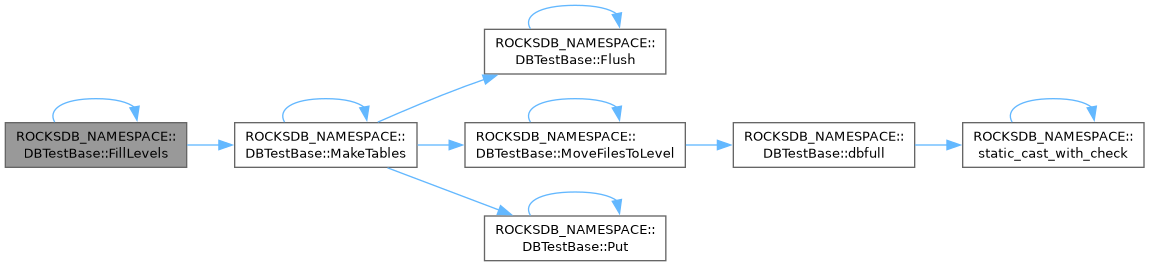 ROCKSDB_NAMESPACE::
DBTestBase::FillLevels
ROCKSDB_NAMESPACE::
DBTestBase::MakeTables
ROCKSDB_NAMESPACE::
DBTestBase::Flush
ROCKSDB_NAMESPACE::
DBTestBase::MoveFilesToLevel
ROCKSDB_NAMESPACE::
DBTestBase::dbfull
ROCKSDB_NAMESPACE::
static_cast_with_check
ROCKSDB_NAMESPACE::
DBTestBase::Put